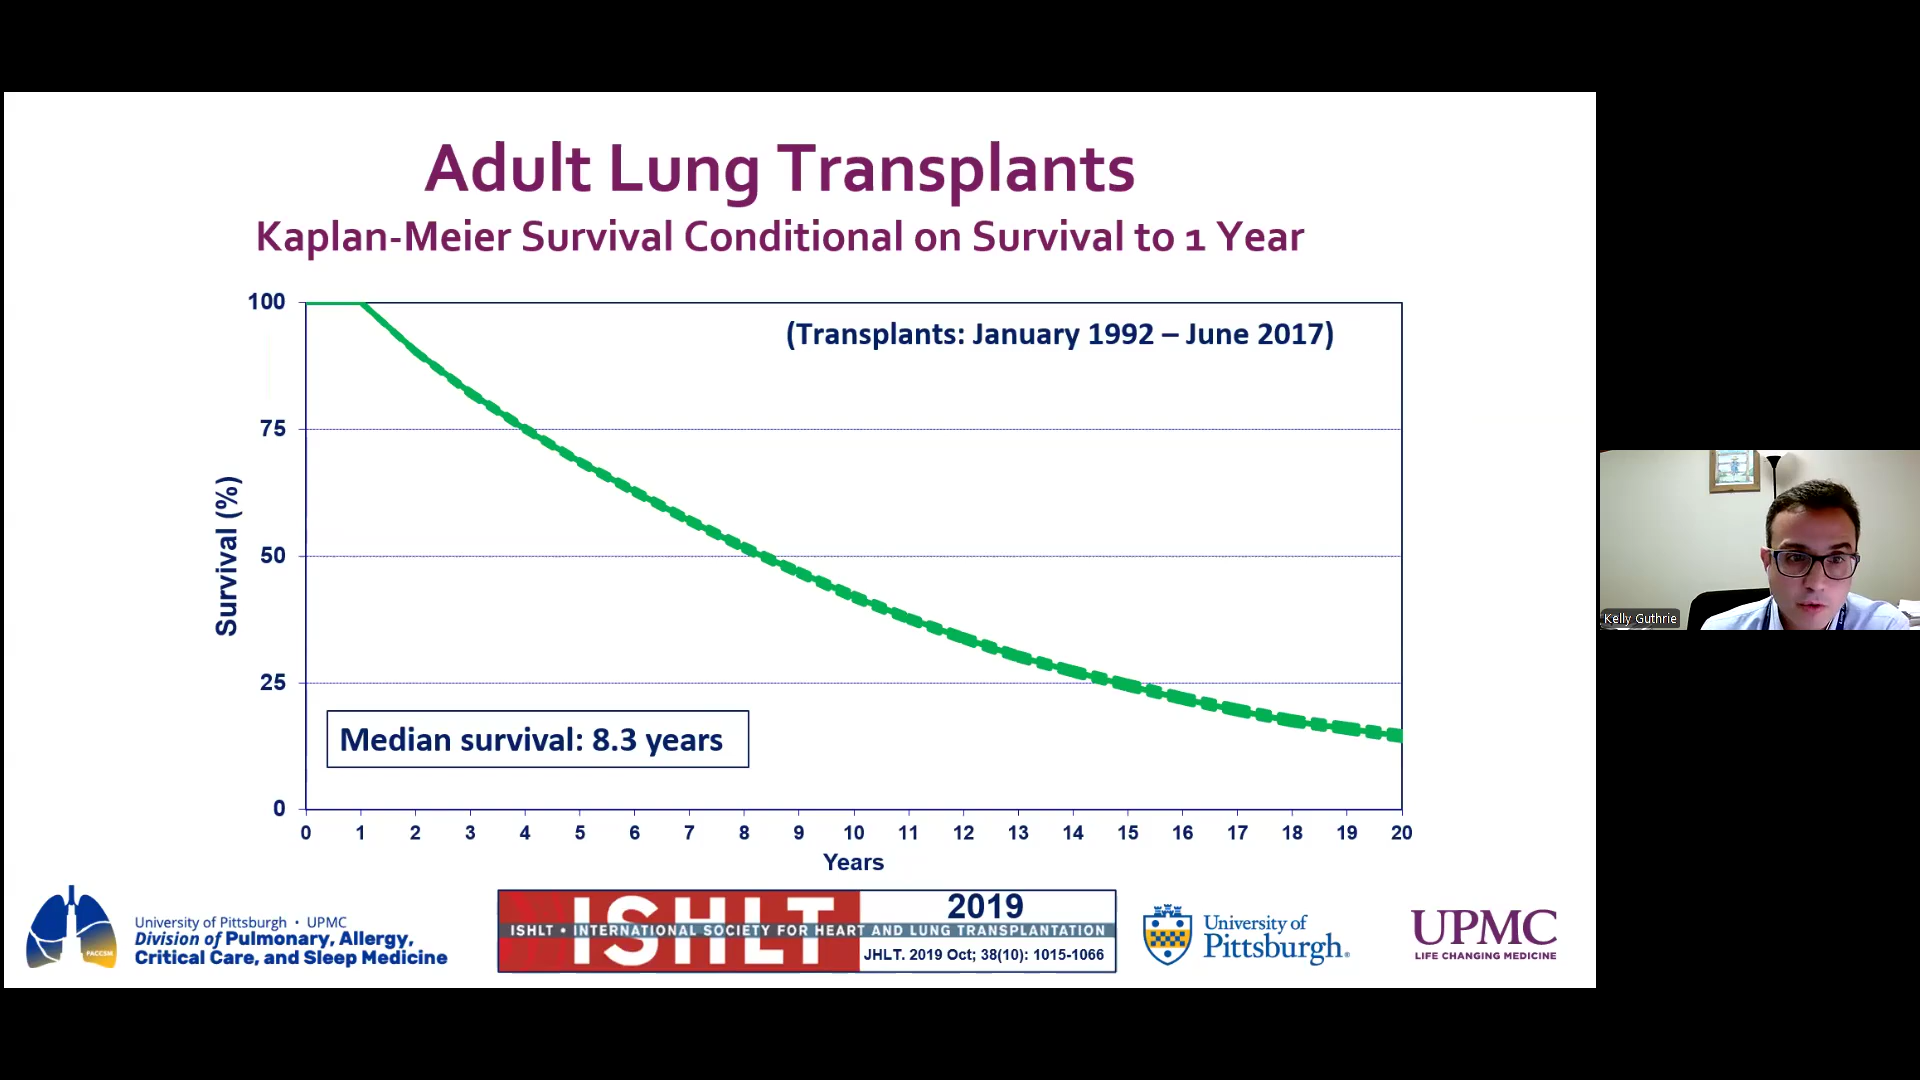 Adult Lung Transplants
Kaplan-Meier Survival Conditional on Survival to 1 Year
(Transplants: January 1992 – June 2017)
Survival (%)
100
75
50
25
0
Median survival: 8.3 years
0 1 2 3 4 5 6 7 8 9 10 11 12 13 14 15 16 17 18 19 20
Years
Kelly Guthrie
PACCSM
University of Pittsburgh • UPMC
Division of Pulmonary, Allergy,
Critical Care, and Sleep Medicine
ISHLT
2019
ISHLT • INTERNATIONAL SOCIETY FOR HEART AND LUNG TRANSPLANTATION
JHLT. 2019 Oct; 38(10): 1015-1066
University of
Pittsburgh®
UPMC
LIFE CHANGING MEDICINE